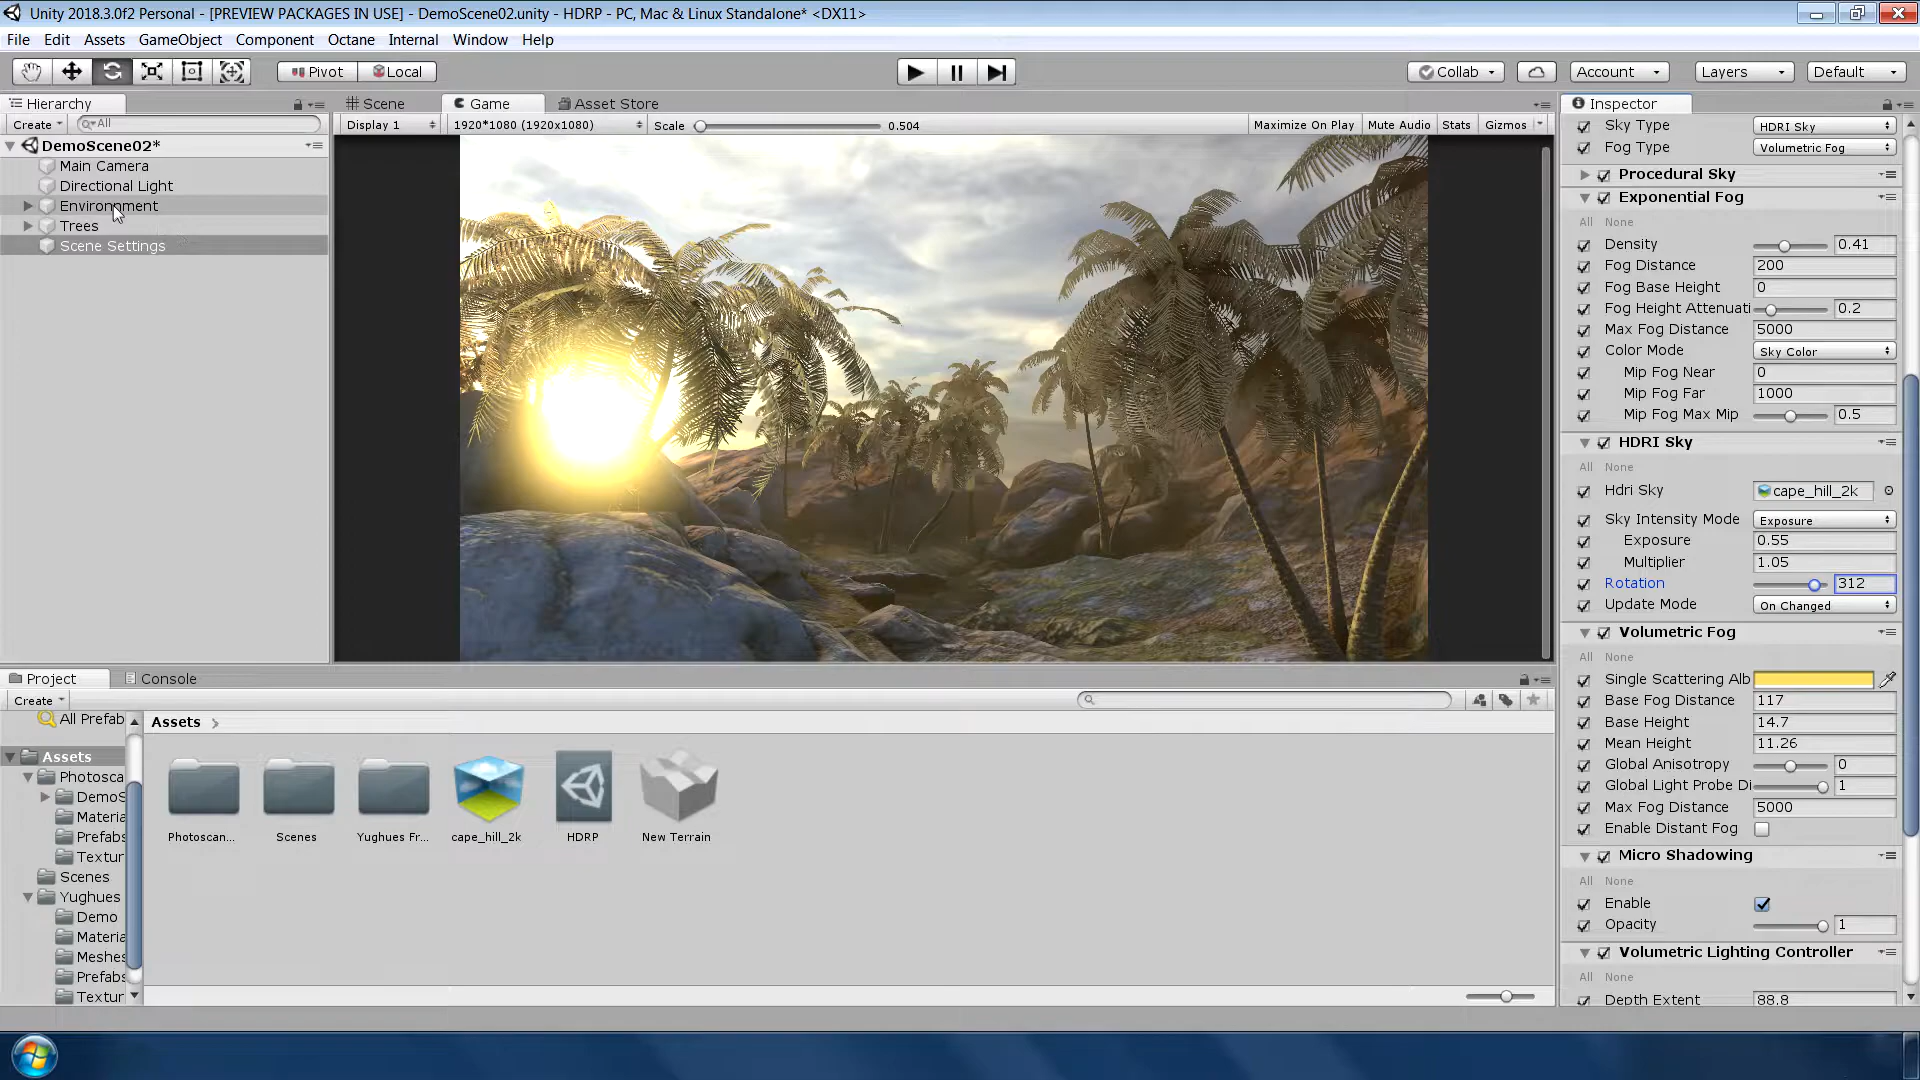 Unity 2018.3.0f2 Personal - [PREVIEW PACKAGES IN USE] - DemoScene02.unity - HDRP - PC, Mac & Linux Standalone* <DX11>
File Edit Assets GameObject Component Octane Internal Window Help
Pivot Local Collab Account Layers Default
Hierarchy
Create All
DemoScene02*
Main Camera
Directional Light
Environnment
Trees
Scene Settings
Scene Game Asset Store
Display 1 1920*1080 (1920x1080) Scale 0.504 Maximize On Play Mute Audio Stats Gizmos
Inspector
Sky Type HDRI Sky
Fog Type Volumetric Fog
Procedural Sky
Exponential Fog
All None
Density 0.41
Fog Distance 200
Fog Base Height 0
Fog Height Attenuati 0.2
Max Fog Distance 5000
Color Mode Sky Color
Mip Fog Near 0
Mip Fog Far 1000
Mip Fog Max Mip 0.5
HDRI Sky
All None
Hdri Sky cape_hill_2k
Sky Intensity Mode Exposure
Exposure 0.55
Multiplier 1.05
Rotation 312
Update Mode On Changed
Volumetric Fog
All None
Single Scattering Alb
Base Fog Distance 117
Base Height 14.7
Mean Height 11.26
Global Anisotropy 0
Global Light Probe Di 1
Max Fog Distance 5000
Enable Distant Fog
Micro Shadowing
All None
Enable
Opacity 1
Volumetric Lighting Controller
All None
Depth Extent 88.8
Project Console
Create
All Prefab
Assets
Photosca
DemoS
Materia
Prefabs
Textur
Scenes
Yughues
Demo
Materia
Meshes
Prefabs
Textur
Assets
Photoscan... Scenes Yughues Fr... cape_hill_2k HDRP New Terrain